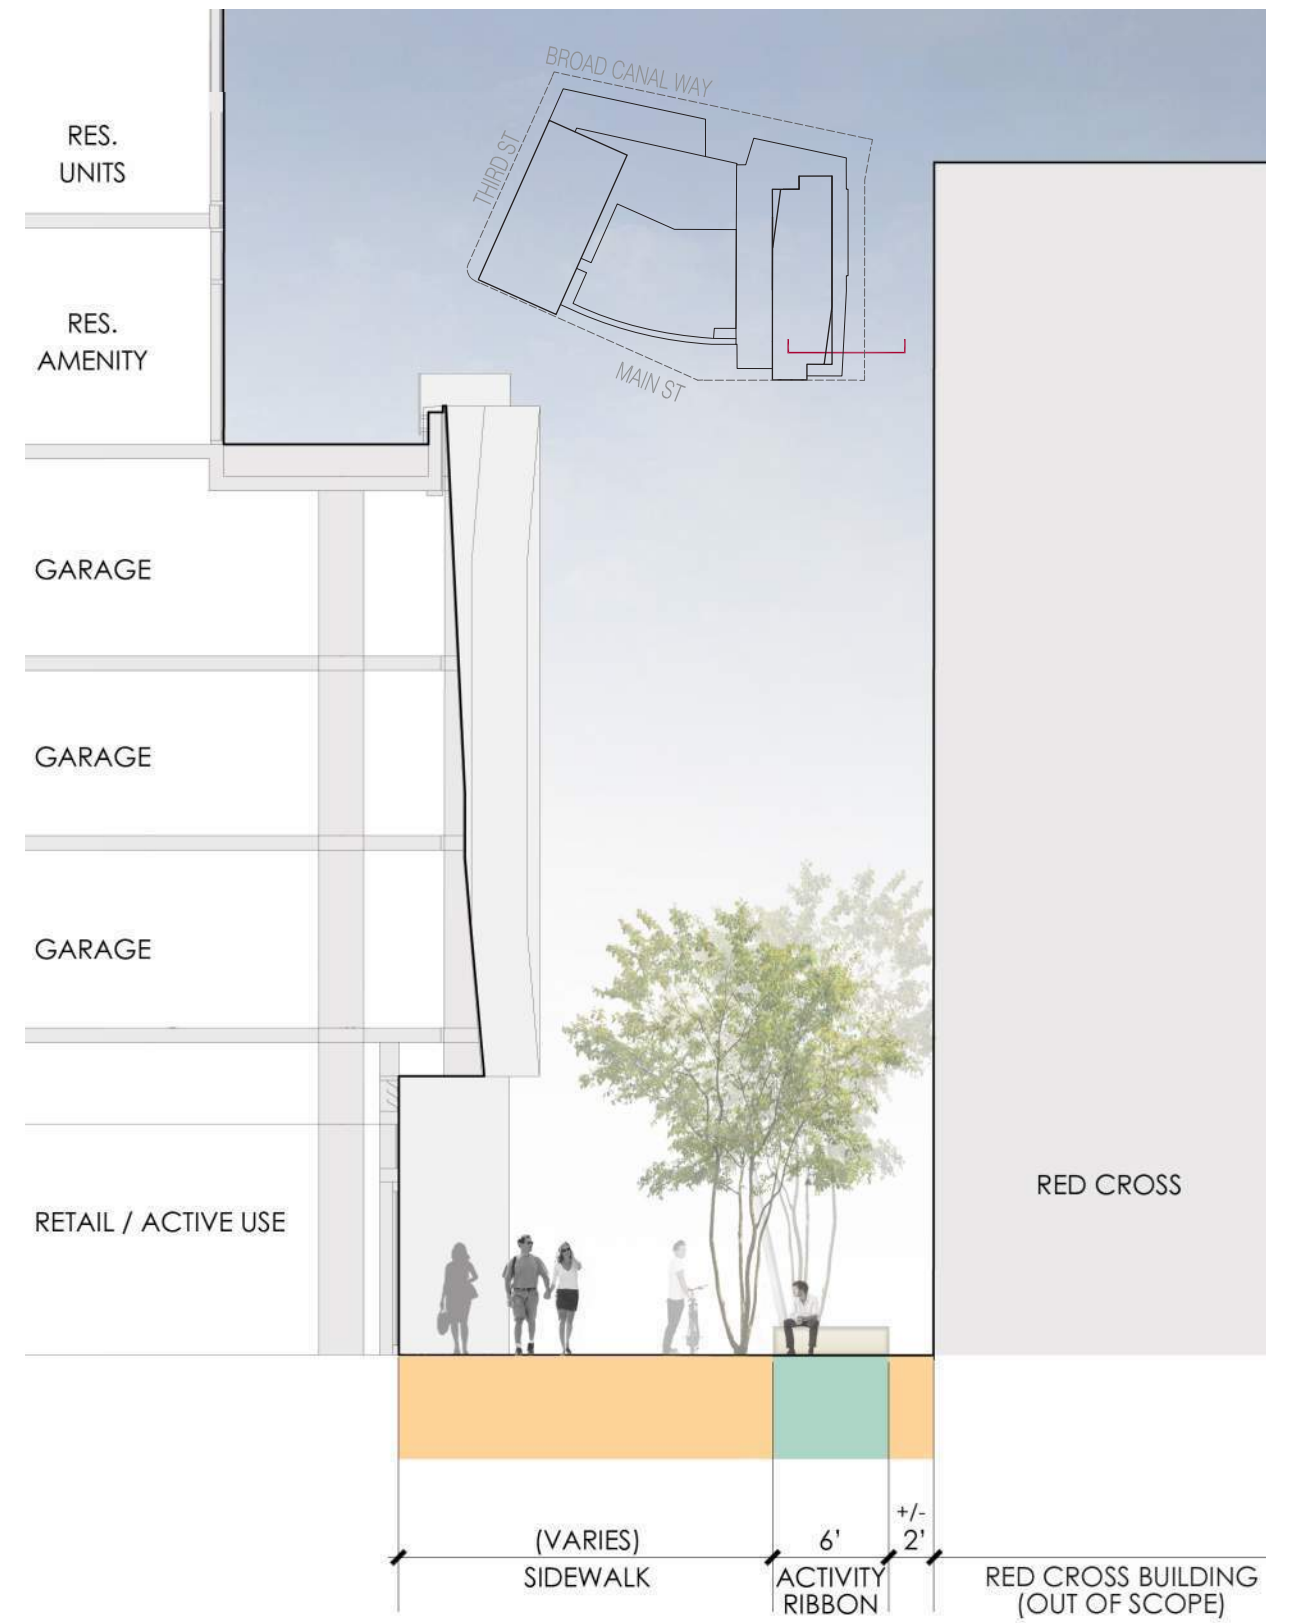 BROAD CANAL WAY
THIRD ST
MAIN ST
RES.
UNITS
RES.
AMENITY
GARAGE
GARAGE
GARAGE
RETAIL / ACTIVE USE
RED CROSS
(VARIES)
SIDEWALK
6'
ACTIVITY
RIBBON
+/-
2'
RED CROSS BUILDING
(OUT OF SCOPE)